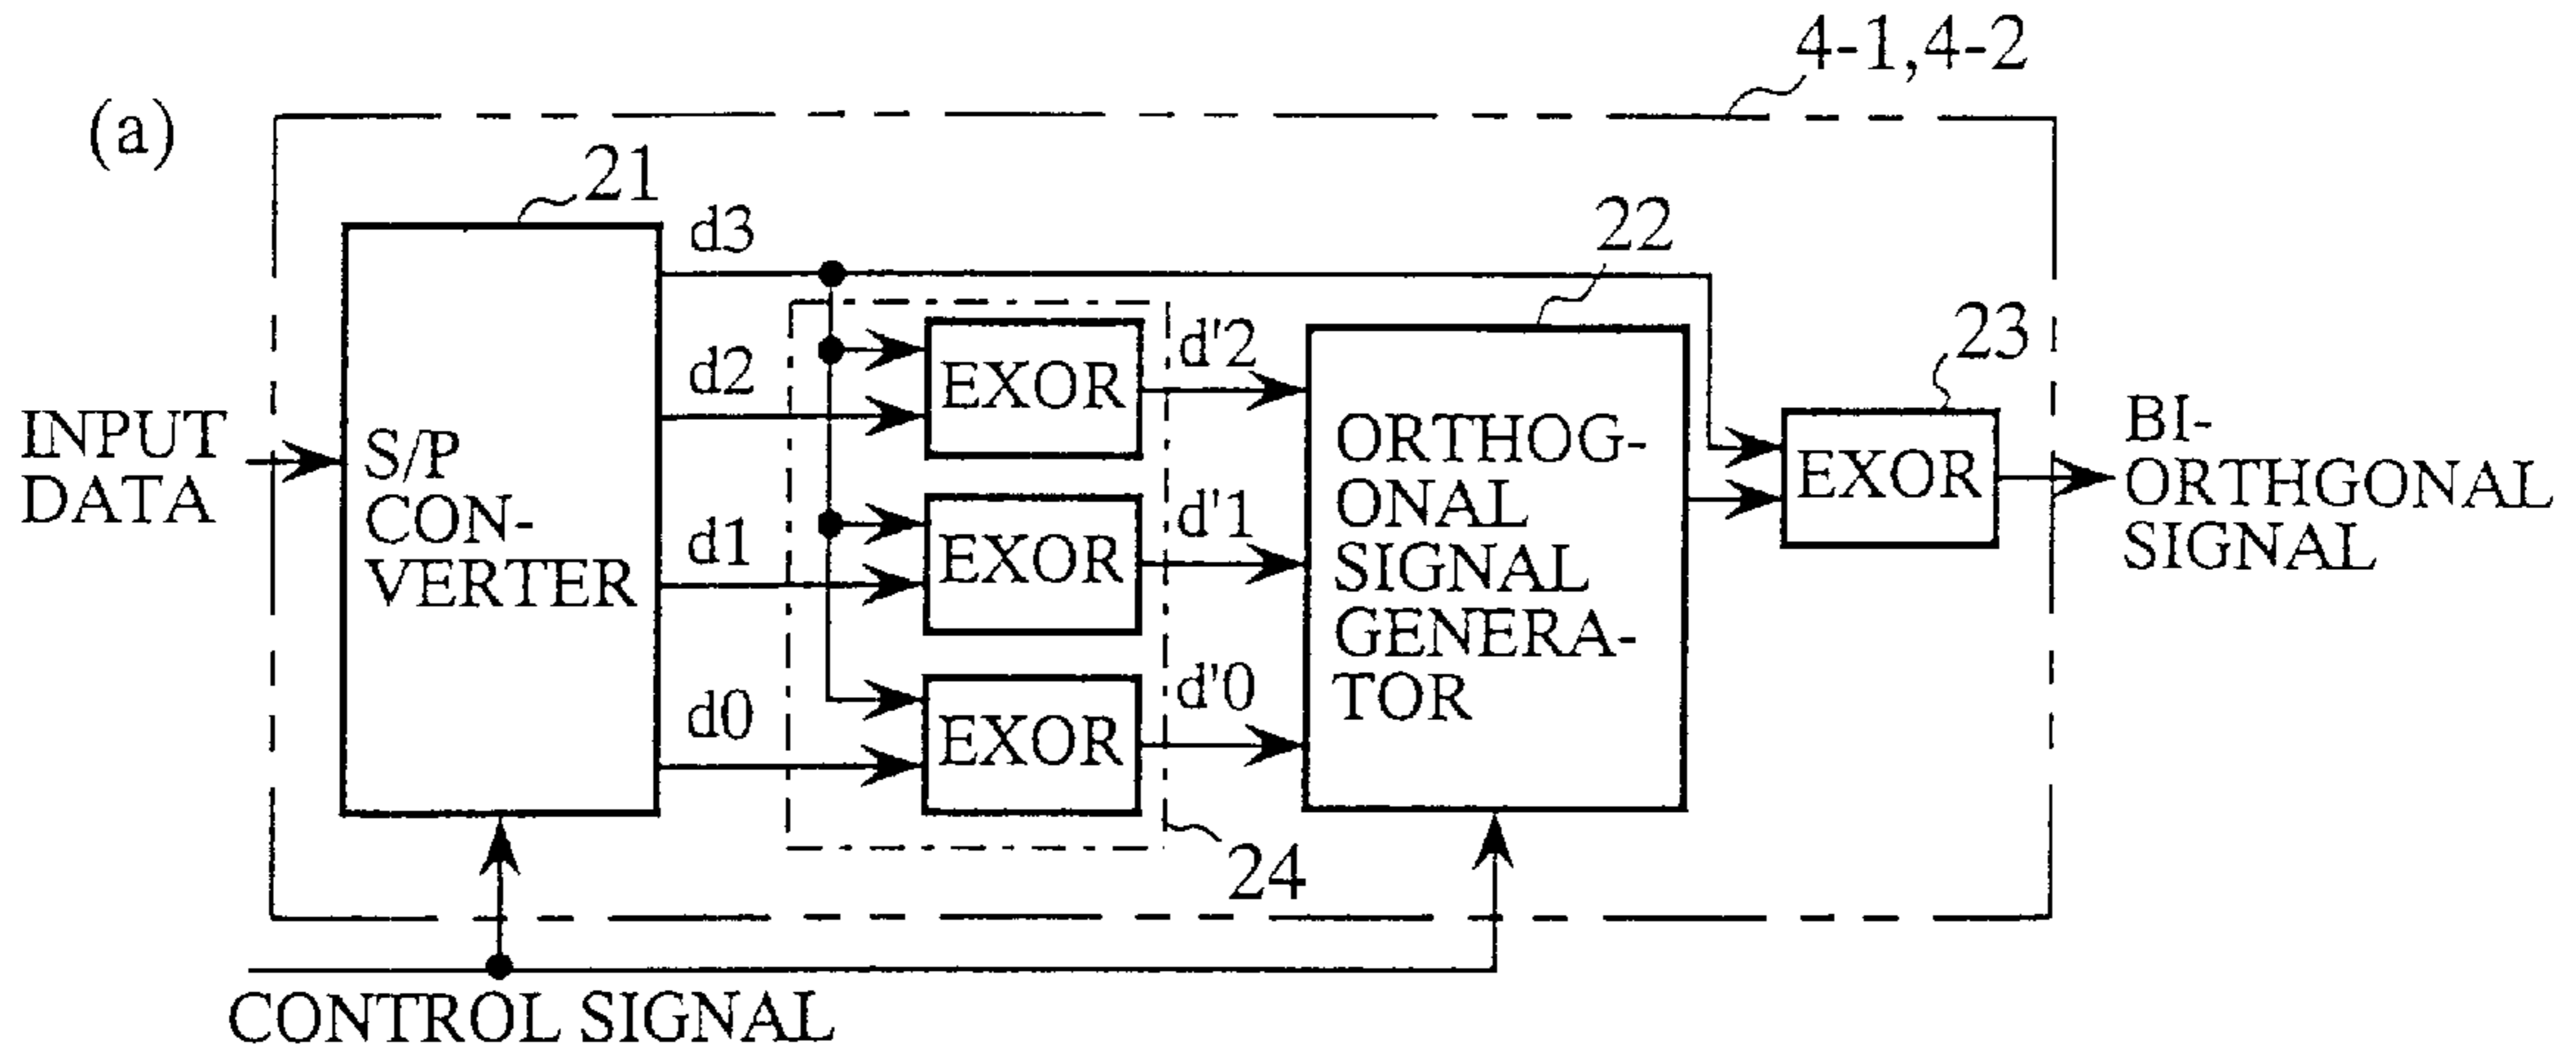 4-1,4-2
(a)
21
d3
22
23
d2
d'2
EXOR
INPUT
DATA
S/P
CON-
VERTER
ORTHOG-
ONAL
SIGNAL
GENERA-
TOR
EXOR
BI-
ORTHGONAL
SIGNAL
d1
d'1
EXOR
d0
d'0
EXOR
24
CONTROL SIGNAL